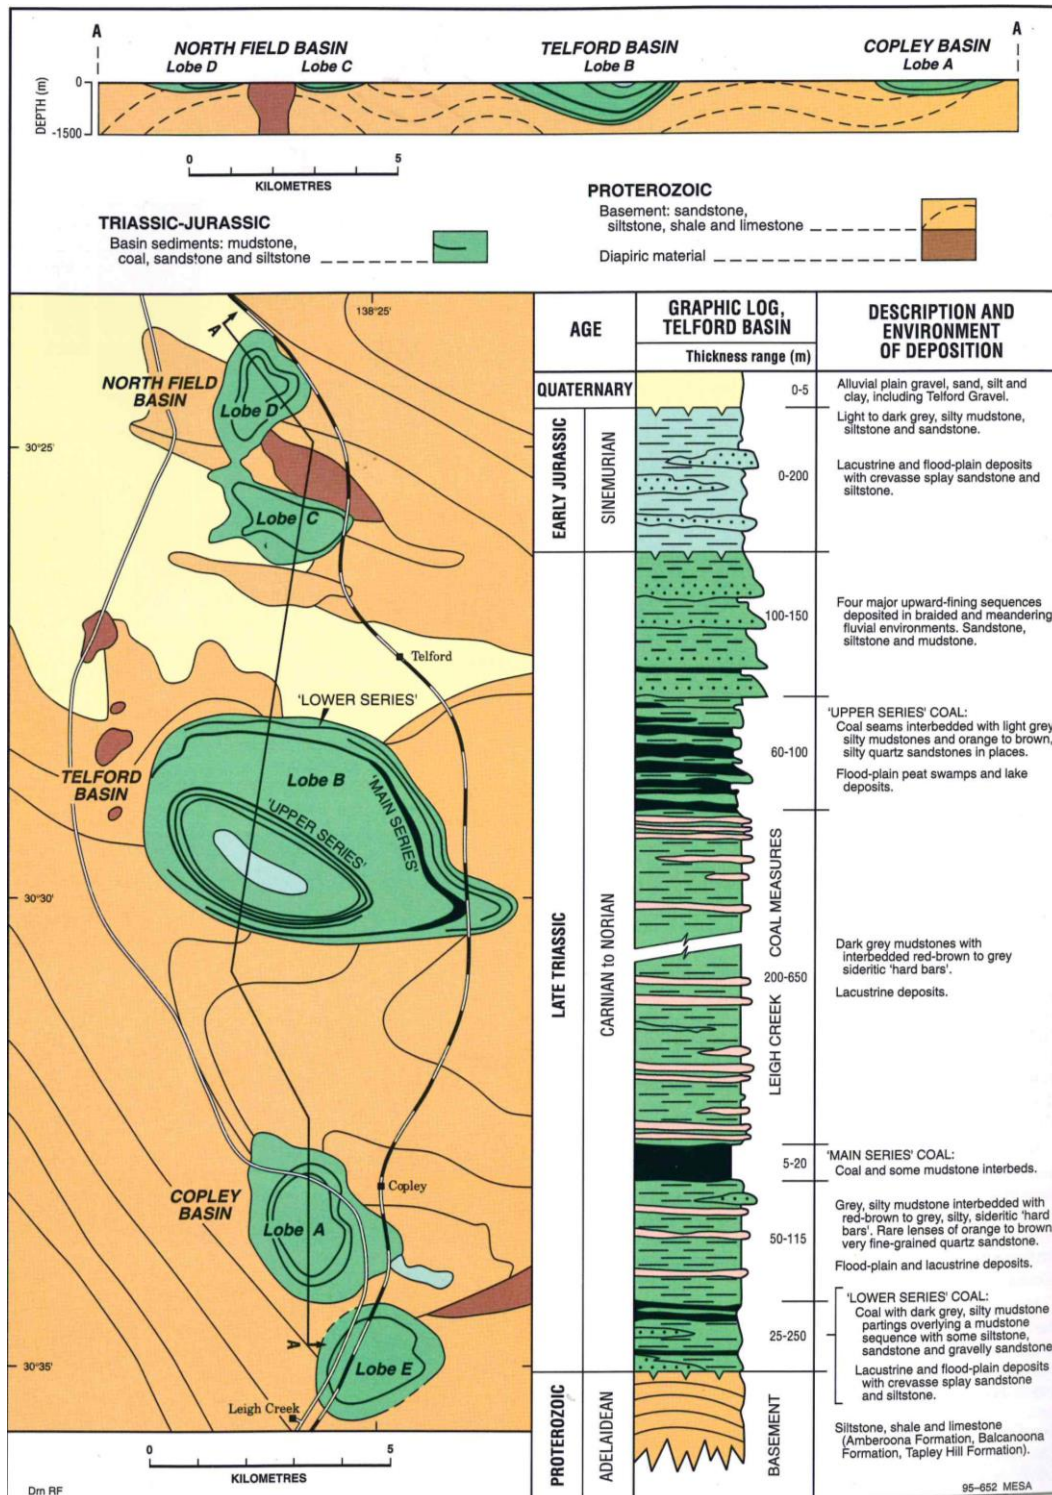 A
A
NORTH FIELD BASIN
Lobe D
Lobe C
TELFORD BASIN
Lobe B
COPLEY BASIN
Lobe A
DEPTH (m)
0
-1500
0
5
KILOMETRES
TRIASSIC-JURASSIC
Basin sediments: mudstone,
coal, sandstone and siltstone
PROTEROZOIC
Basement: sandstone,
siltstone, shale and limestone
Diapiric material
138°25'
A
NORTH FIELD
BASIN
Lobe D
30°25'
Lobe C
Telford
'LOWER SERIES'
Lobe B
TELFORD
BASIN
'MAIN SERIES'
'UPPER SERIES'
30°30'
COPLEY
BASIN
Copley
Lobe A
A
30°35'
Lobe E
Leigh Creek
0
5
KILOMETRES
Dm RF
AGE
GRAPHIC LOG,
TELFORD BASIN
Thickness range (m)
DESCRIPTION AND
ENVIRONMENT
OF DEPOSITION
QUATERNARY
0-5
Alluvial plain gravel, sand, silt and
clay, including Telford Gravel.
EARLY JURASSIC
SINEMURIAN
0-200
Light to dark grey, silty mudstone,
siltstone and sandstone.
Lacustrine and flood-plain deposits
with crevasse splay sandstone and
siltstone.
LATE TRIASSIC
CARNIAN to NORIAN
LEIGH CREEK COAL MEASURES
100-150
Four major upward-fining sequences
deposited in braided and meandering
fluvial environments. Sandstone,
siltstone and mudstone.
60-100
'UPPER SERIES' COAL:
Coal seams interbedded with light grey
silty mudstones and orange to brown,
silty quartz sandstones in places.
Flood-plain peat swamps and lake
deposits.
200-650
Dark grey mudstones with
interbedded red-brown to grey
sideritic 'hard bars'.
Lacustrine deposits.
5-20
'MAIN SERIES' COAL:
Coal and some mudstone interbeds.
50-115
Grey, silty mudstone interbedded with
red-brown to grey, silty, sideritic 'hard
bars'. Rare lenses of orange to brown
very fine-grained quartz sandstone.
Flood-plain and lacustrine deposits.
25-250
'LOWER SERIES' COAL:
Coal with dark grey, silty mudstone
partings overlying a mudstone
sequence with some siltstone,
sandstone and gravelly sandstone
Lacustrine and flood-plain deposits
with crevasse splay sandstone
and siltstone.
PROTEROZOIC
ADELAIDEAN
BASEMENT
Siltstone, shale and limestone
(Amberoona Formation, Balcanoona
Formation, Tapley Hill Formation).
95–652 MESA